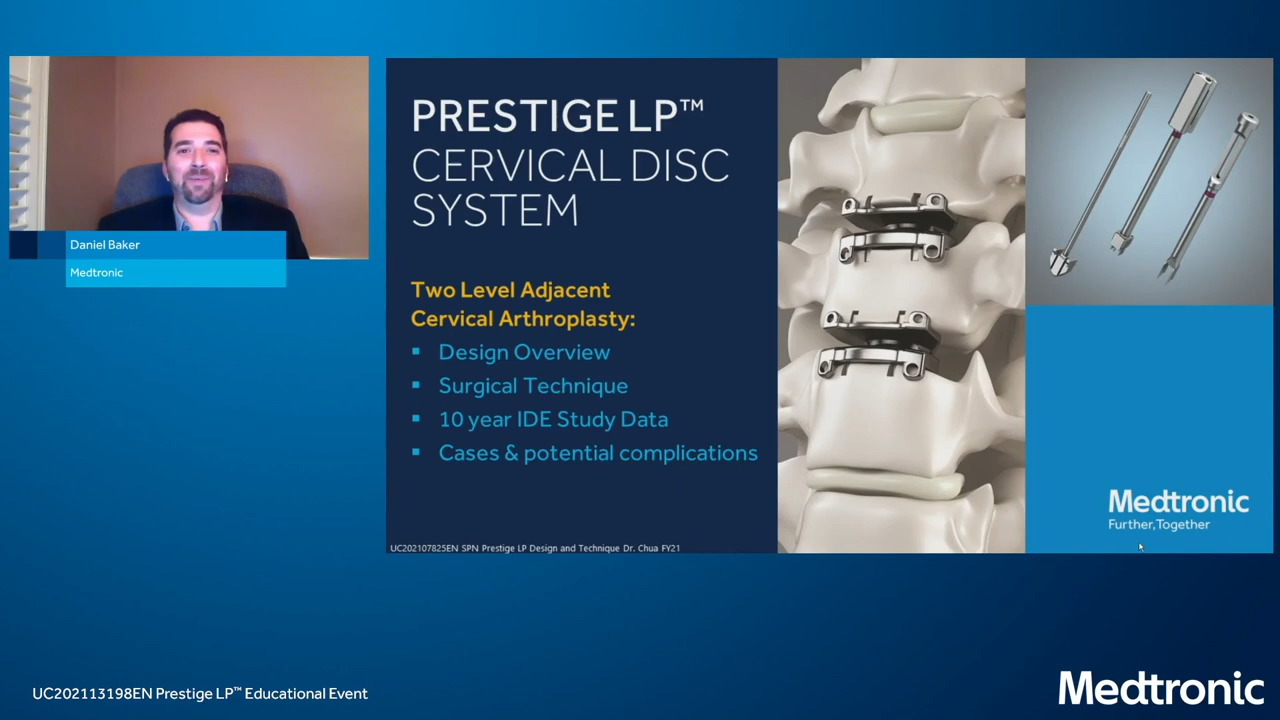 Daniel Baker
Medtronic
PRESTIGE LP™
CERVICAL DISC
SYSTEM
Two Level Adjacent
Cervical Arthroplasty:
▪ Design Overview
▪ Surgical Technique
▪ 10 year IDE Study Data
▪ Cases & potential complications
UC202107825EN SPN Prestige LP Design and Technique Dr. Chua FY21
Medtronic
Further, Together
UC202113198EN Prestige LP™ Educational Event
Medtronic